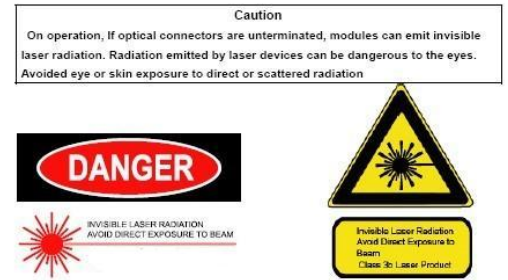 Caution
On operation, If optical connectors are unterminated, modules can emit invisible
laser radiation. Radiation emitted by laser devices can be dangerous to the eyes.
Avoided eye or skin exposure to direct or scattered radiation
DANGER
INVISIBLE LASER RADIATION
AVOID DIRECT EXPOSURE TO BEAM
Invisible Laser Radiation
Avoid Direct Exposure to
Beam
Class 3b Laser Product